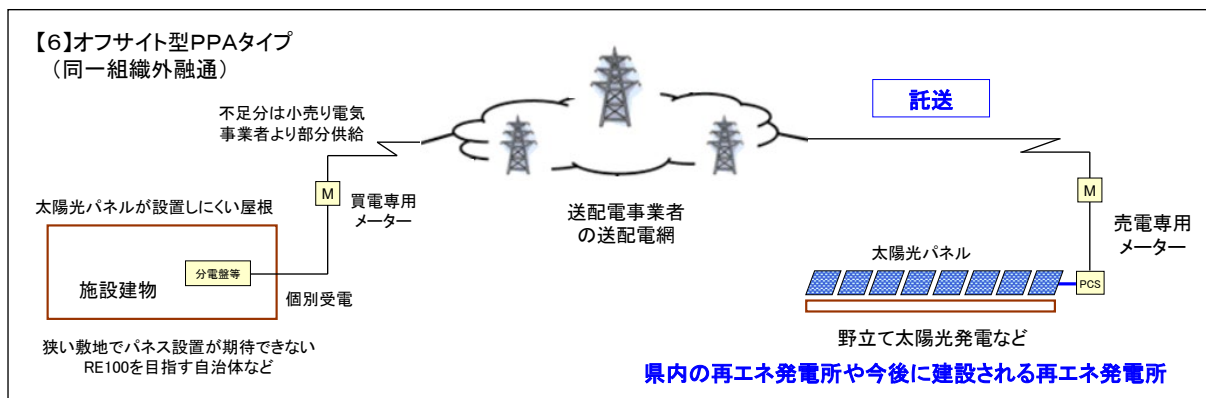 【6】オフサイト型PPAタイプ
（同一組織外融通）
不足分は小売り電気
事業者より部分供給
託送
M
買電専用
メーター
太陽光パネルが設置しにくい屋根
分電盤等
施設建物
個別受電
狭い敷地でパネス設置が期待できない
RE100を目指す自治体など
送配電事業者
の送配電網
M
売電専用
メーター
太陽光パネル
PCS
野立て太陽光発電など
県内の再エネ発電所や今後に建設される再エネ発電所